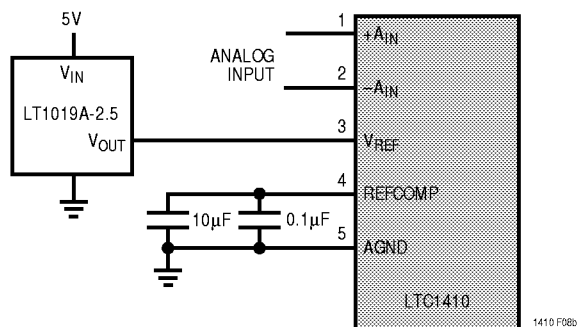 5V
VIN
LT1019A-2.5
VOUT
ANALOG
INPUT
1
+AIN
2
–AIN
3
VREF
4
REFCOMP
10µF
0.1µF
5
AGND
LTC1410
1410 F08b